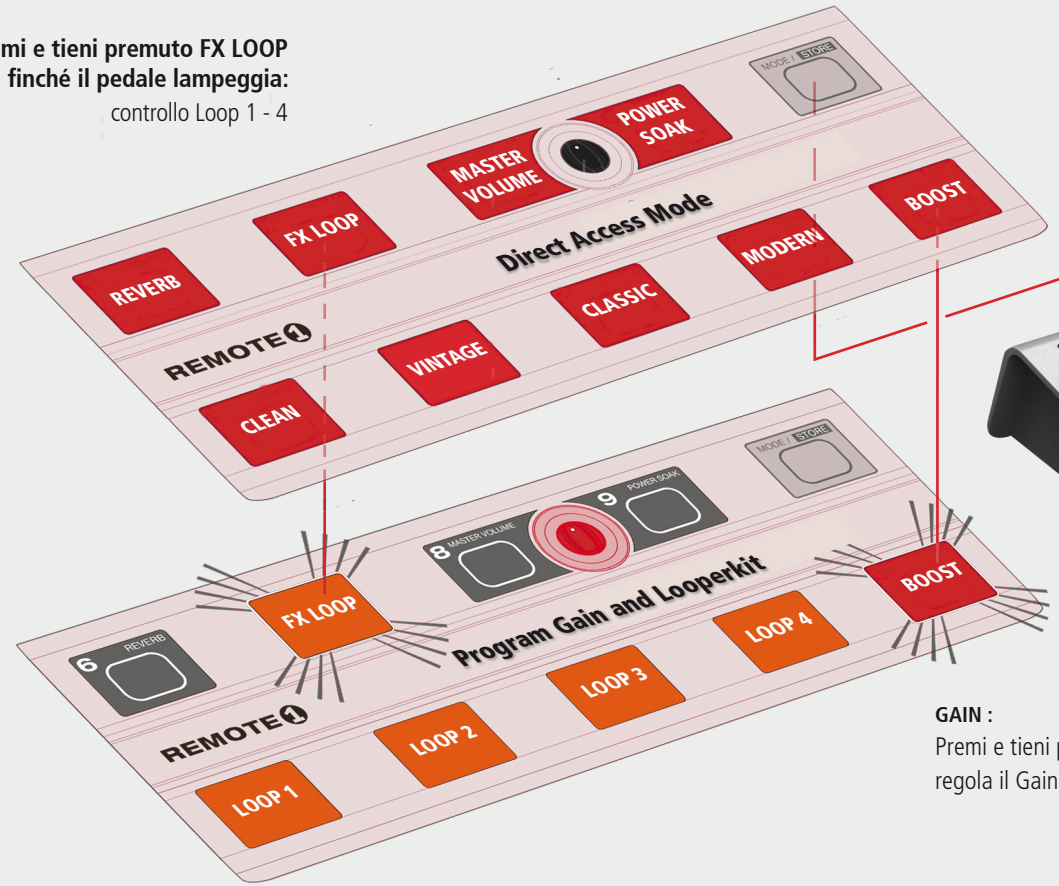 mi e tieni premuto FX LOOP
finché il pedale lampeggia:
controllo Loop 1 - 4
MODE / STORE
MASTER
VOLUME
POWER
SOAK
FX LOOP
REVERB
Direct Access Mode
BOOST
MODERN
CLASSIC
VINTAGE
CLEAN
REMOTE 1
MODE / STORE
8 MASTER VOLUME
9 POWER SOAK
FX LOOP
6 REVERB
Program Gain and Looperkit
BOOST
LOOP 4
LOOP 3
LOOP 2
LOOP 1
REMOTE 1
GAIN :
Premi e tieni
regola il Gain